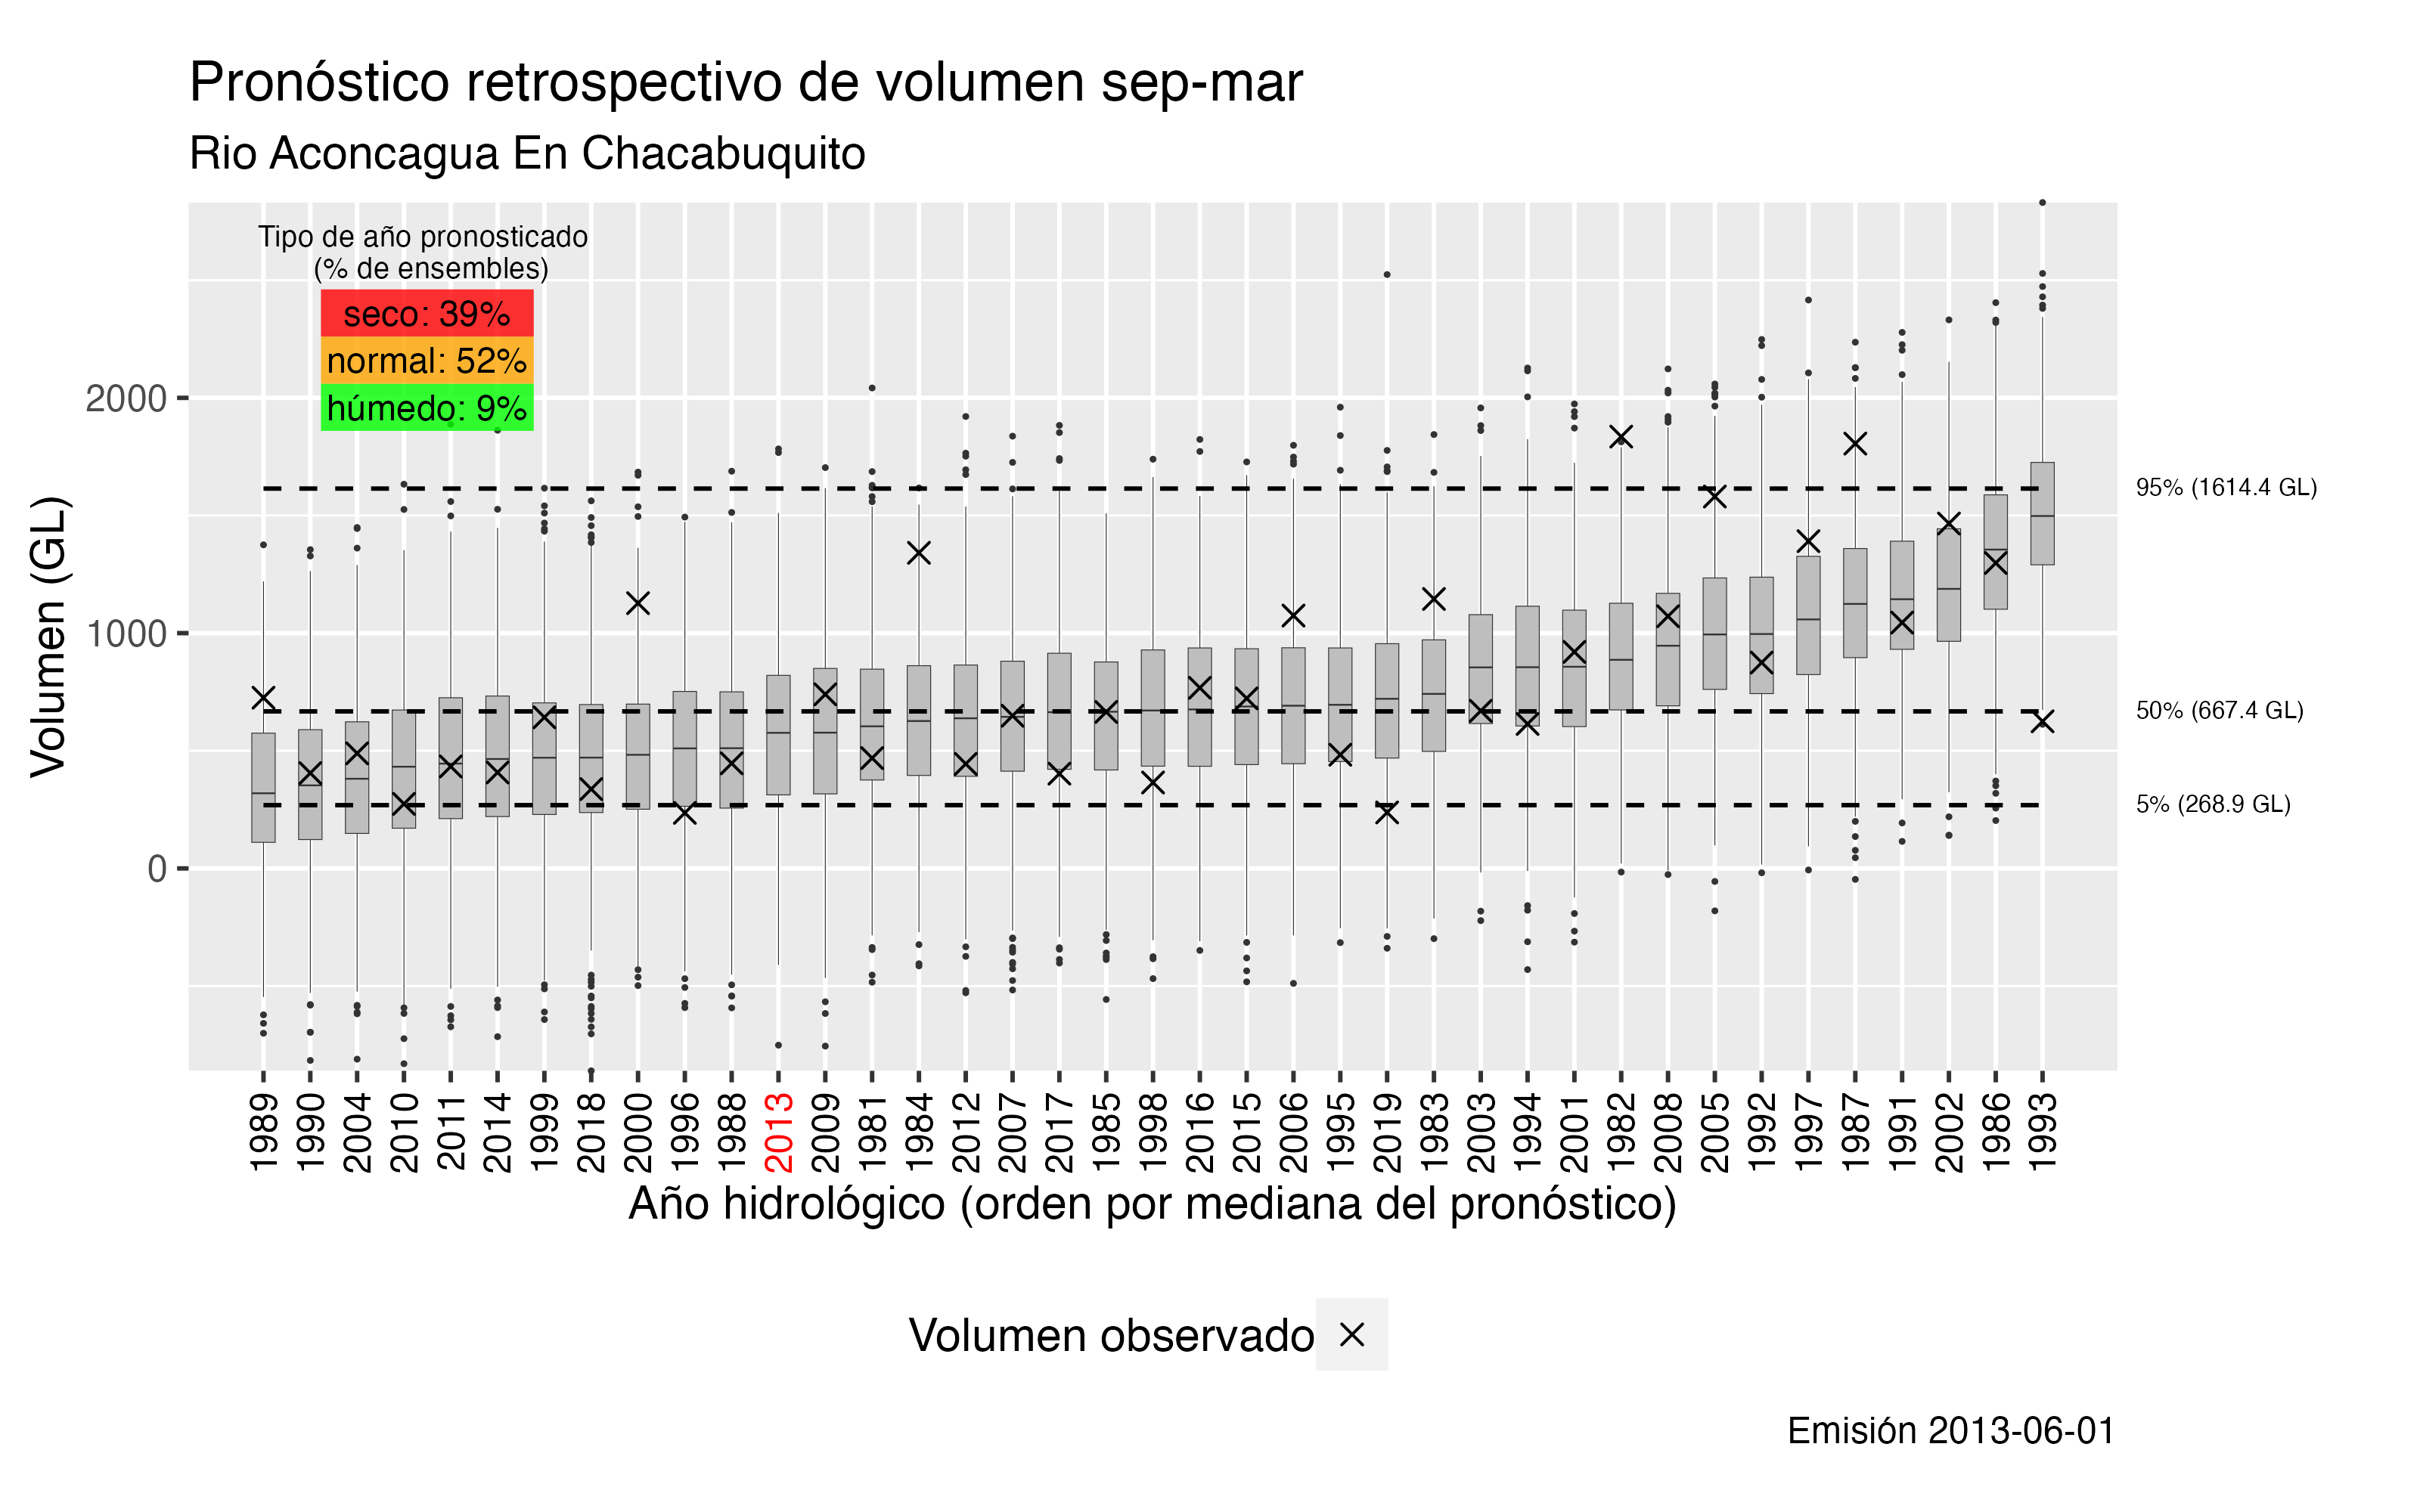 Pronóstico retrospectivo de volumen sep-mar
Rio Aconcagua En Chacabuquito
Tipo de año pronosticado
(% de ensembles)
seco: 39%
normal: 52%
húmedo: 9%
Volumen (GL)
2000
1000
0
95% (1614.4 GL)
50% (667.4 GL)
5% (268.9 GL)
1989 1990 2004 2010 2011 2014 1999 2018 2000 1996 1988 2013 2009 1981 1984 2012 2007 2017 1985 1998 2016 2015 2006 1995 2019 1983 2003 1994 2001 1982 2008 2005 1992 1997 1987 1991 2002 1986 1993
Año hidrológico (orden por mediana del pronóstico)
Volumen observado
Emisión 2013-06-01